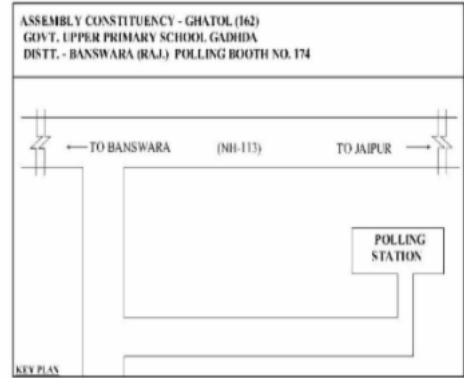 ASSEMBLY CONSTITUENCY - GHATOL (162)
GOVT. UPPER PRIMARY SCHOOL GADHDA
DISTT. - BANSWARA (RAJ.) POLLING BOOTH NO. 174
←TO BANSWARA (NH-113) TO JAIPUR →
POLLING
STATION
KEY PLAN